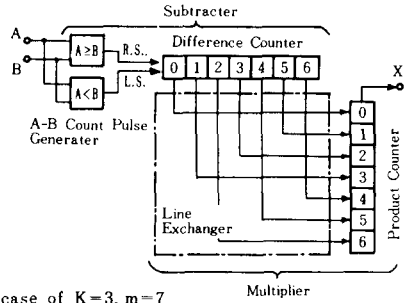 Subtracter
A
B
A≥B
A<B
R.S..
L.S.
Difference Counter
0 1 2 3 4 5 6
A-B Count Pulse
Generater
X
0
1
2
3
4
5
6
Product Counter
Line
Exchanger
Multiplier
case of K=3, m=7